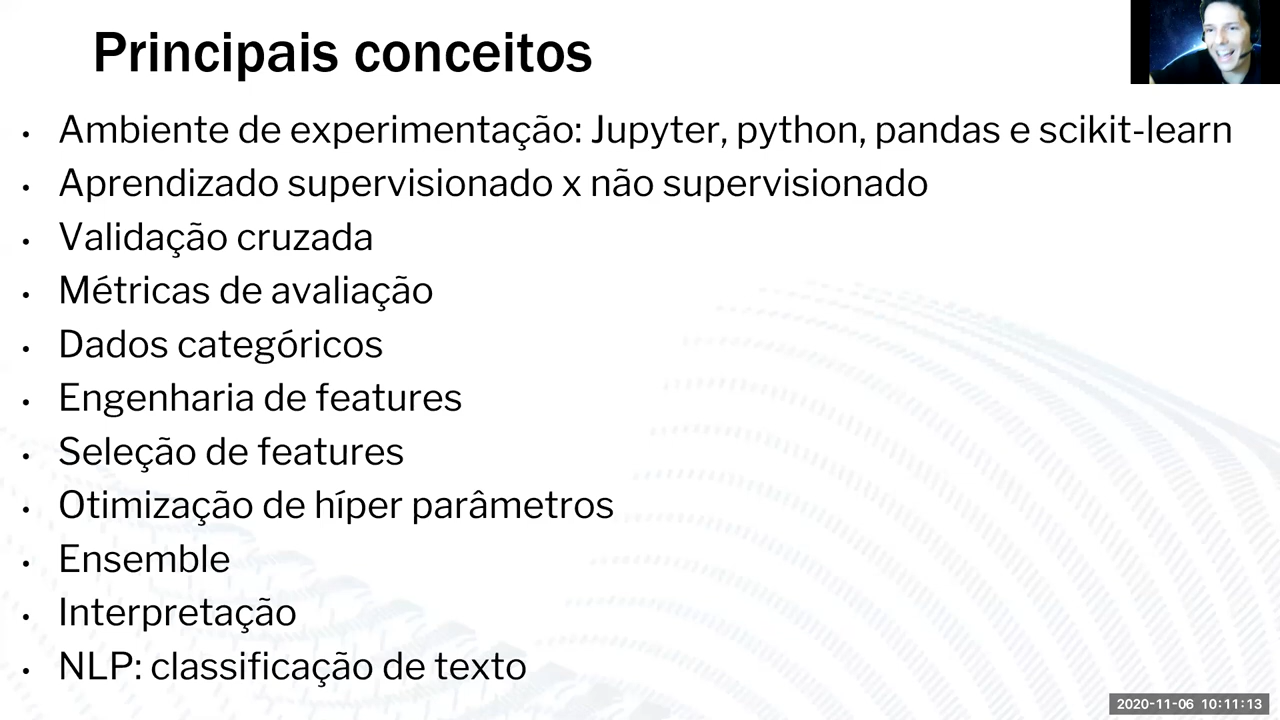 Principais conceitos
• Ambiente de experimentação: Jupyter, python, pandas e scikit-learn
• Aprendizado supervisionado x não supervisionado
• Validação cruzada
• Métricas de avaliação
• Dados categóricos
• Engenharia de features
• Seleção de features
• Otimização de híper parâmetros
• Ensemble
• Interpretação
• NLP: classificação de texto
2020-11-06 10:11:13